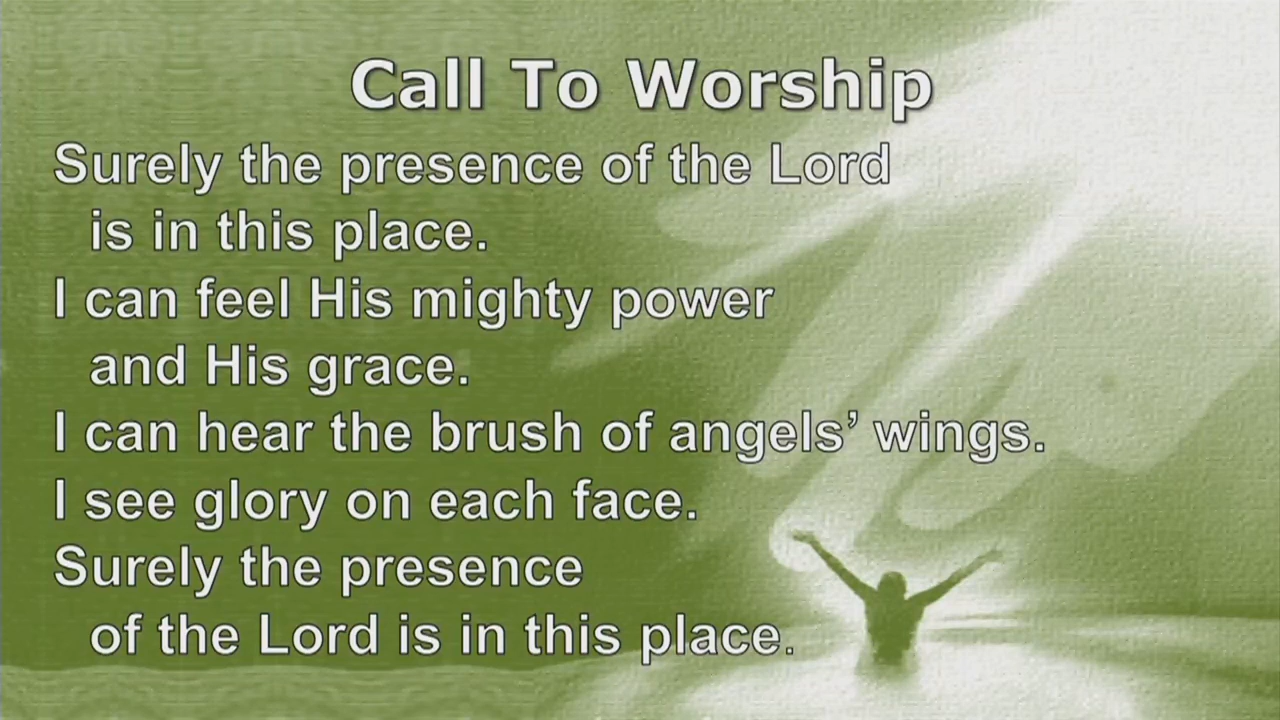 Call To Worship
Surely the presence of the Lord
is in this place.
I can feel His mighty power
and His grace.
I can hear the brush of angels’ wings.
I see glory on each face.
Surely the presence
of the Lord is in this place.